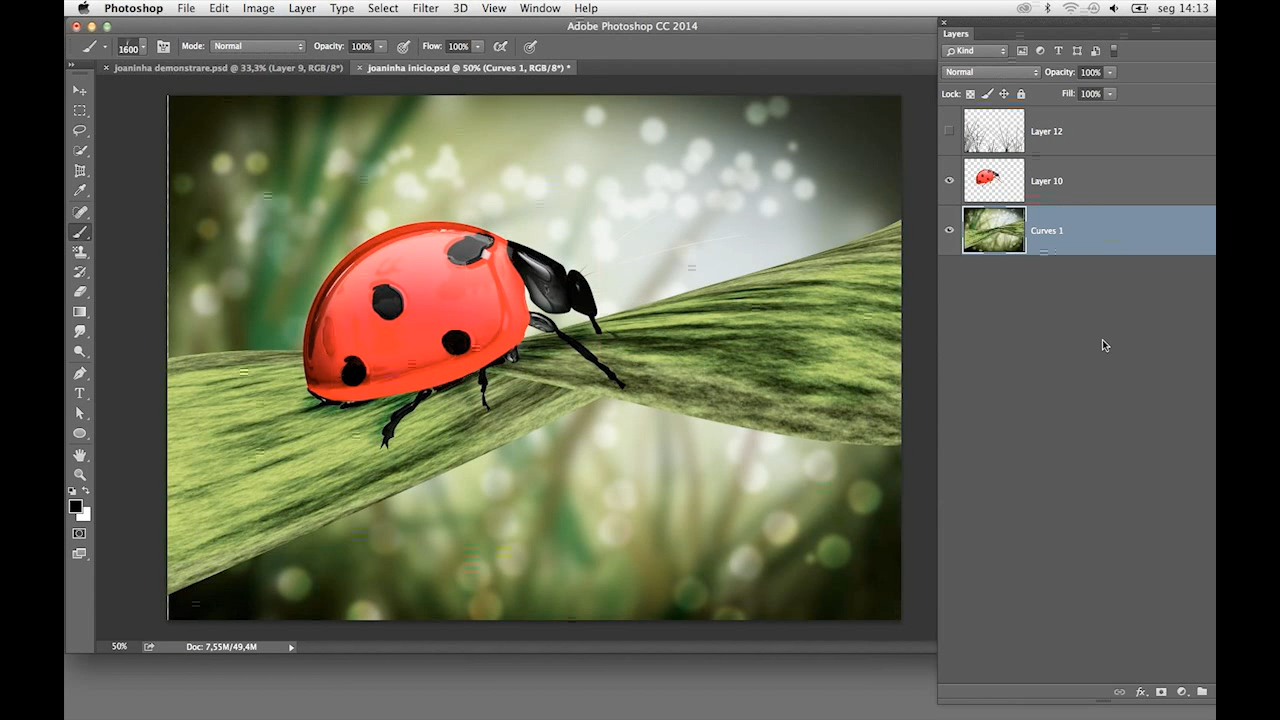 Photoshop File Edit Image Layer Type Select Filter 3D View Window Help seg 14:13
Adobe Photoshop CC 2014
1600 Mode: Normal Opacity: 100% Flow: 100%
joaninha demonstrare.psd @ 33,3% (Layer 9, RGB/8*) joaninha inicio.psd @ 50% (Curves 1, RGB/8*) *
Layers
Kind
Normal Opacity: 100%
Lock: Fill: 100%
Layer 12
Layer 10
Curves 1
50% Doc: 7,55M/49,4M